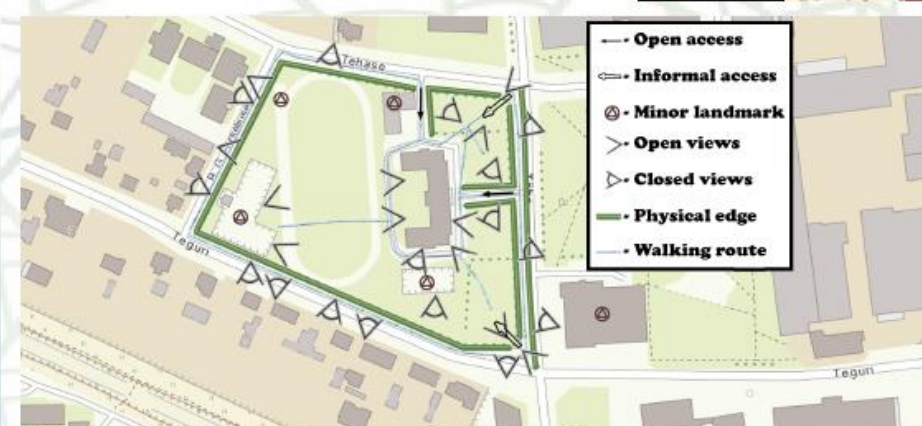 Tehase
Teguri
Teguri
Open access
Informal access
Minor landmark
Open views
Closed views
Physical edge
Walking route